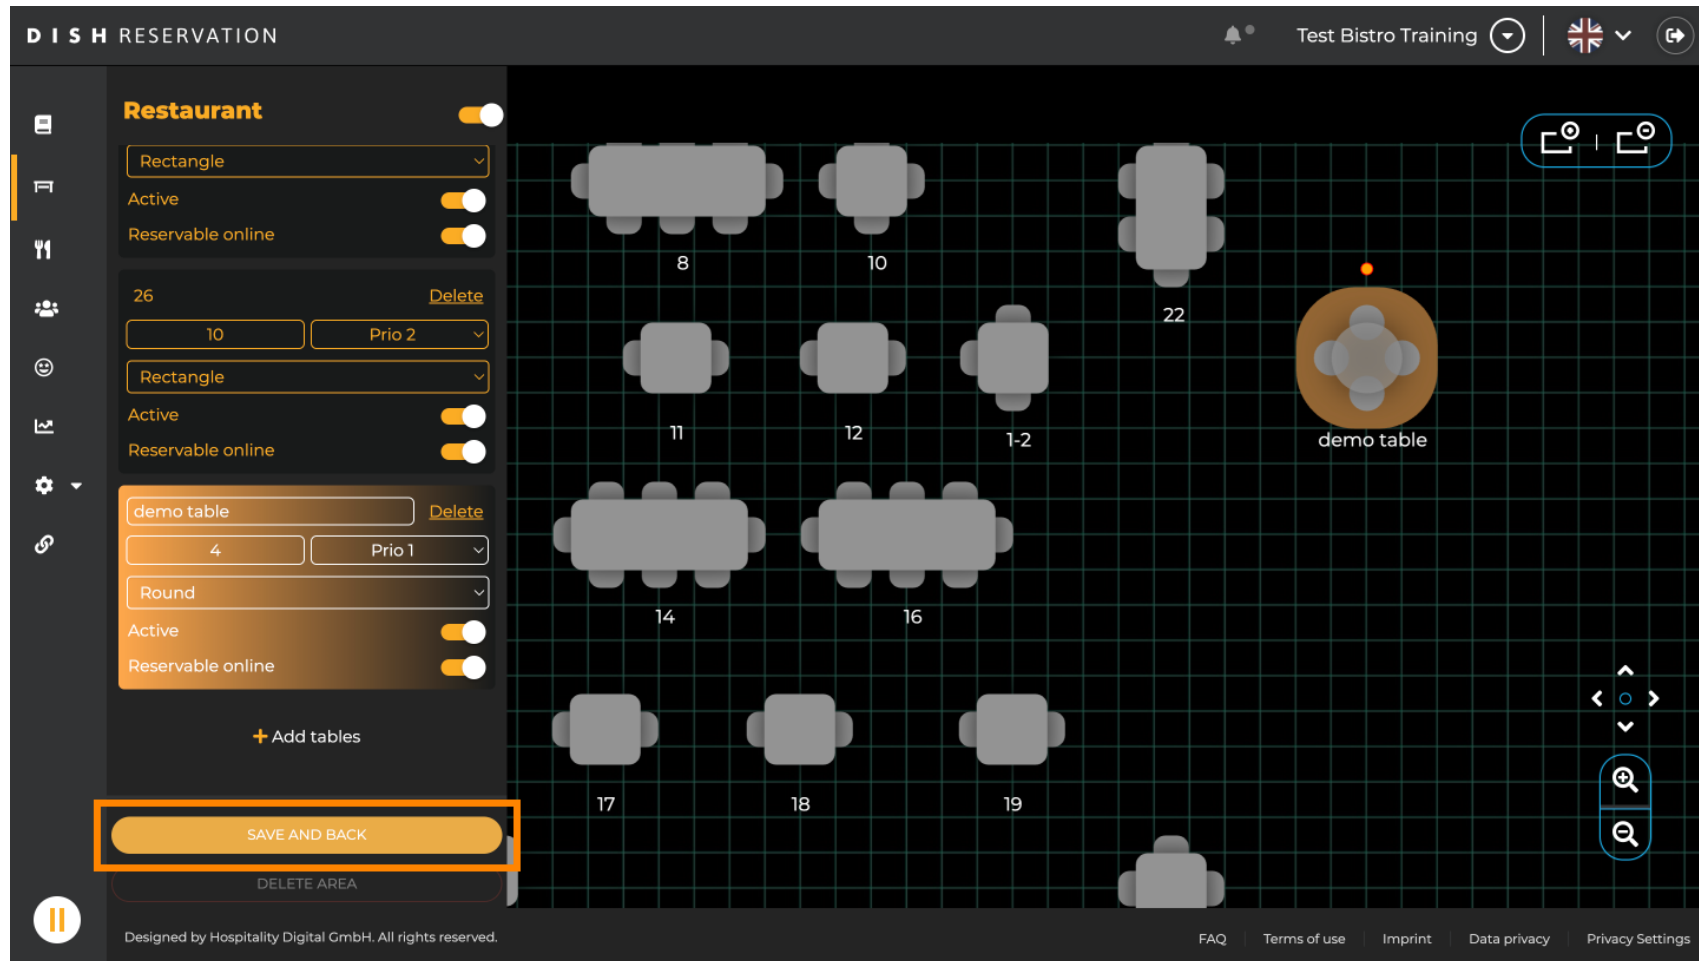 DISH RESERVATION
Test Bistro Training
Restaurant
Rectangle
Active
Reservable online
26 Delete
10 Prio 2
Rectangle
Active
Reservable online
demo table Delete
4 Prio 1
Round
Active
Reservable online
+ Add tables
SAVE AND BACK
DELETE AREA
8 10
22
11 12 1-2
demo table
14 16
17 18 19
Designed by Hospitality Digital GmbH. All rights reserved.
FAQ Terms of use Imprint Data privacy Privacy Settings